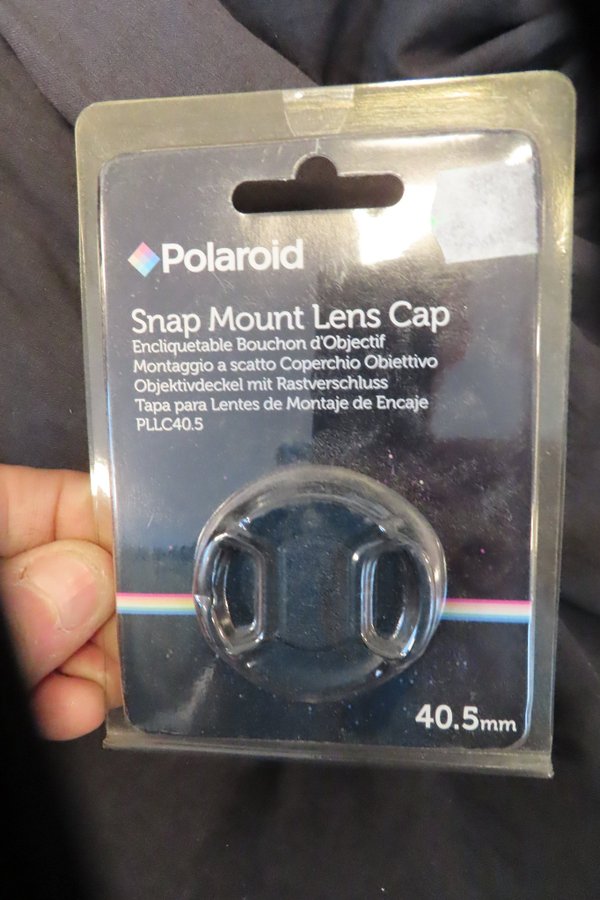 Polaroid
Snap Mount Lens Cap
Encliquetable Bouchon d'Objectif
Montaggio a scatto Coperchio Obiettivo
Objektivdeckel mit Rastverschluss
Tapa para Lentes de Montaje de Encaje
PLLC40.5
40.5mm